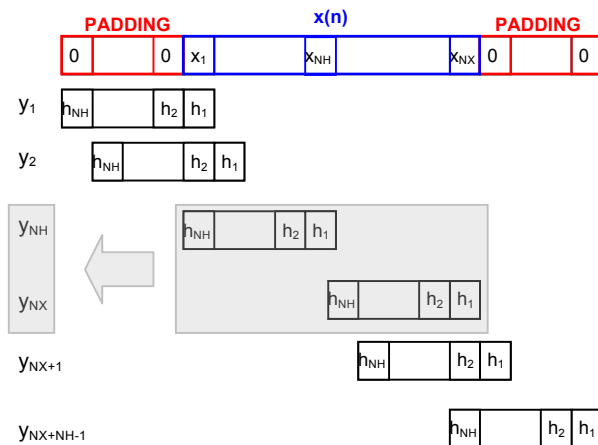 x(n)
PADDING PADDING
0 0 x1 xNH xNX 0 0
y1 hNH h2 h1
y2 hNH h2 h1
yNH hNH h2 h1
yNX hNH h2 h1
yNX+1 hNH h2 h1
yNX+NH-1 hNH h2 h1